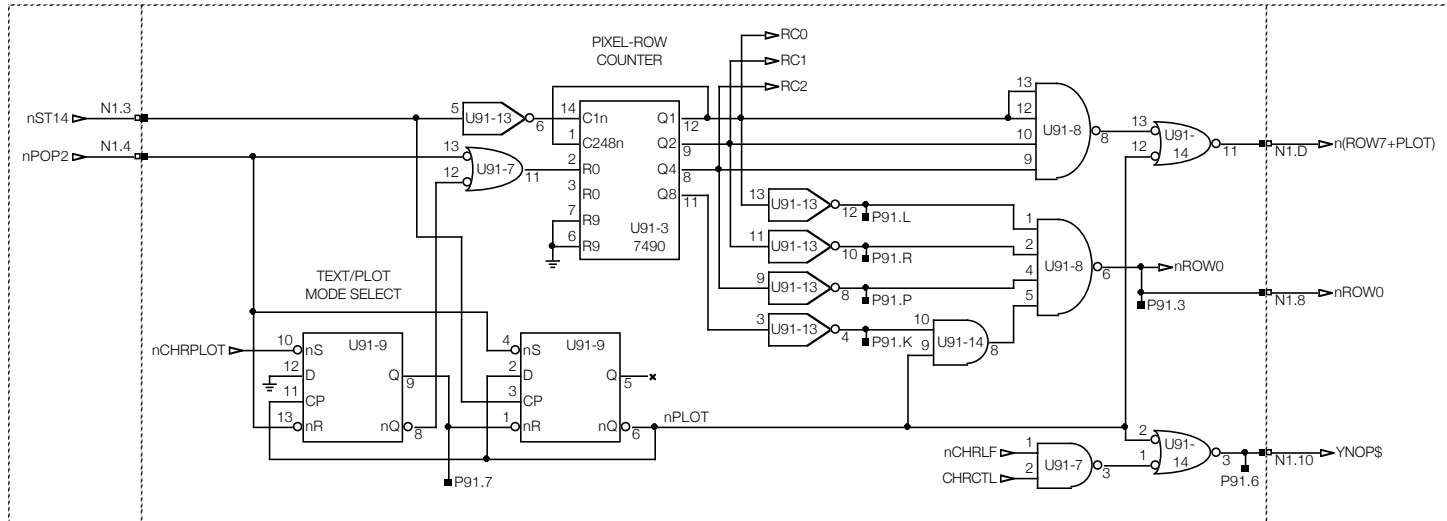 RC0
PIXEL-ROW
COUNTER
RC1
RC2
nST14
N1.3
5
U91-13
6
14
C1n
Q1
12
1
C248n
Q2
9
2
R0
Q4
8
3
R0
Q8
11
7
R9
6
R9
U91-3
7490
nPOP2
N1.4
13
12
U91-7
11
13
12
10
9
U91-8
8
13
12
U91-
14
11
N1.D
n(ROW7+PLOT)
13
U91-13
12
P91.L
11
U91-13
10
P91.R
9
U91-13
8
P91.P
3
U91-13
4
P91.K
1
2
4
5
U91-8
6
nROW0
P91.3
N1.8
nROW0
10
9
U91-14
8
TEXT/PLOT
MODE SELECT
nCHRPLOT
10
nS
U91-9
12
D
Q
9
11
CP
13
nR
nQ
8
4
nS
U91-9
2
D
Q
5
3
CP
1
nR
nQ
6
nPLOT
P91.7
nCHRLF
1
CHRCTL
2
U91-7
3
2
1
U91-
14
3
P91.6
N1.10
YNOP$